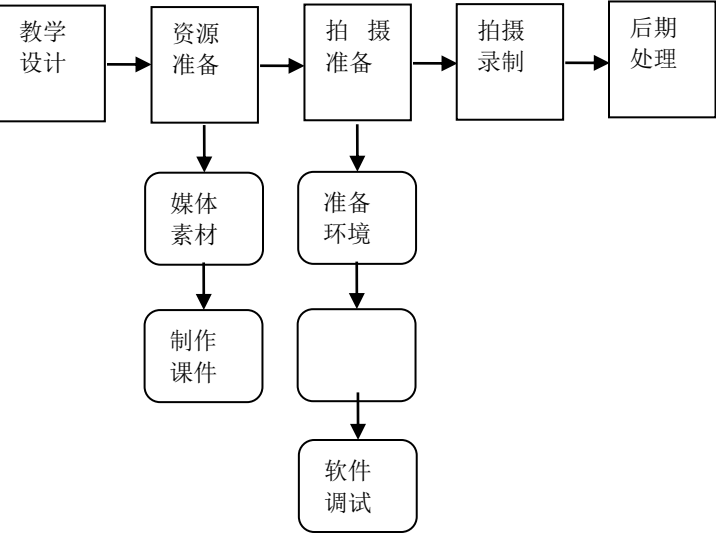 教学
设计
资源
准备
拍 摄
准备
拍摄
录制
后期
处理
媒体
素材
准备
环境
制作
课件
软件
调试